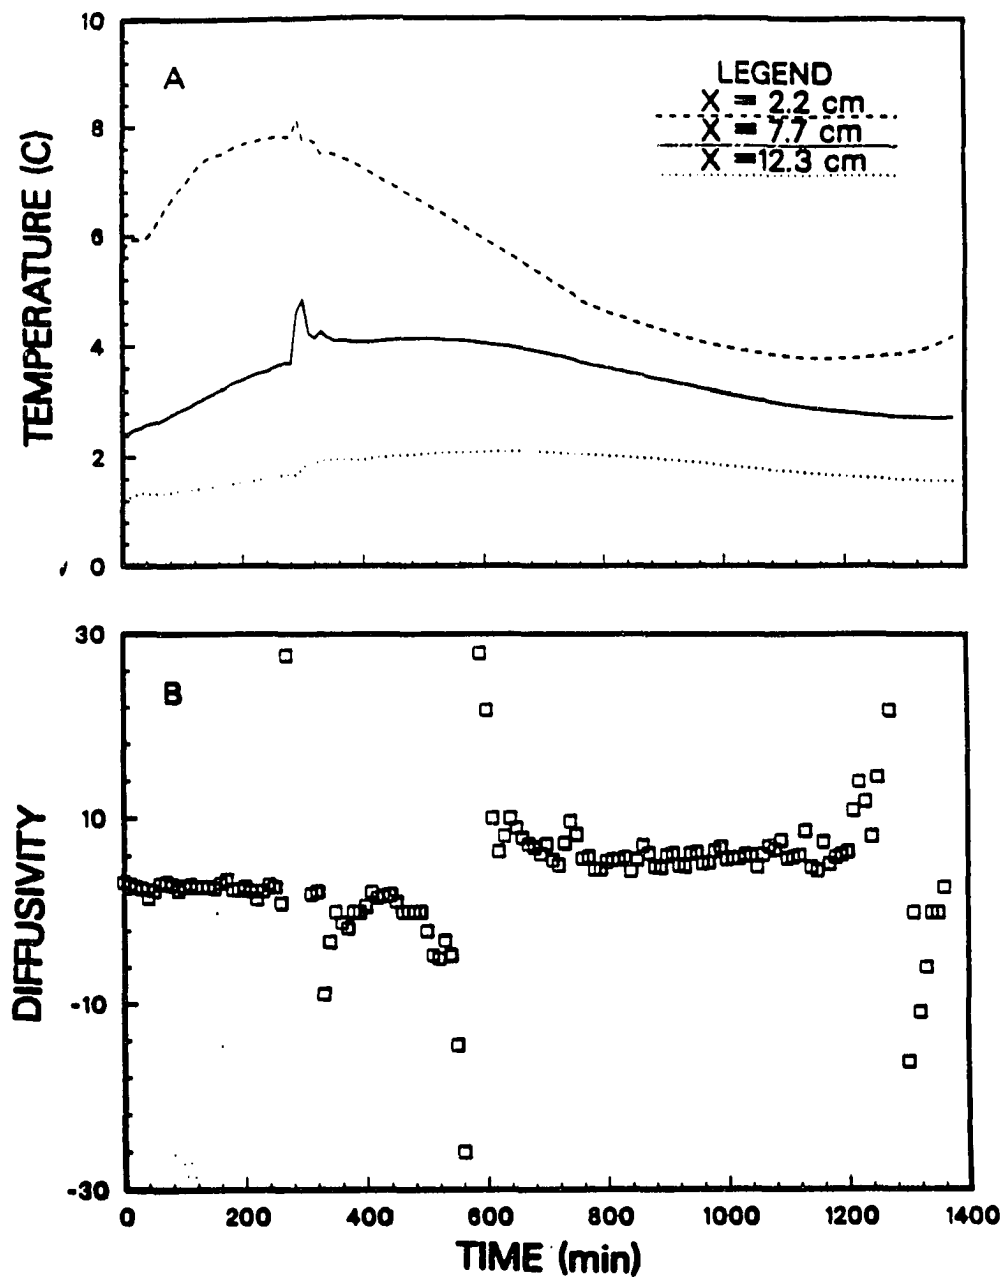 10
8
6
4
2
0
TEMPERATURE (C)
A
LEGEND
X = 2.2 cm
X = 7.7 cm
X =12.3 cm
30
10
-10
-30
DIFFUSIVITY
B
0 200 400 600 800 1000 1200 1400
TIME (min)